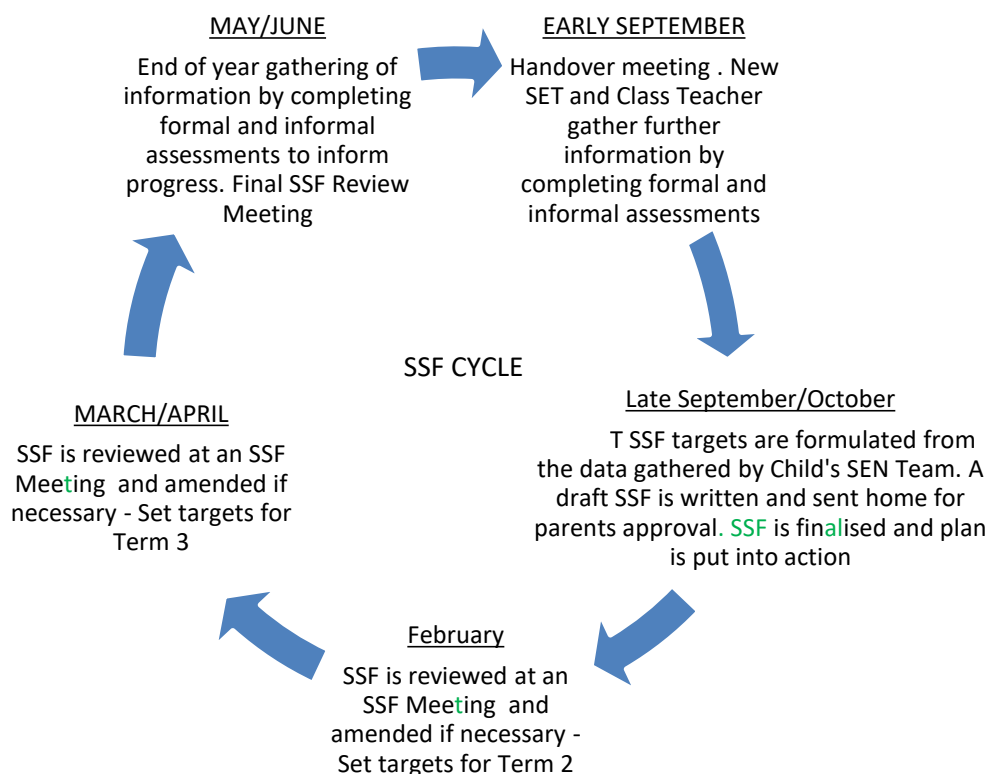 MAY/JUNE
End of year gathering of
information by completing
formal and informal
assessments to inform
progress. Final SSF Review
Meeting
EARLY SEPTEMBER
Handover meeting . New
SET and Class Teacher
gather further
information by
completing formal and
informal assessments
SSF CYCLE
Late September/October
T SSF targets are formulated from
the data gathered by Child's SEN Team. A
draft SSF is written and sent home for
parents approval. SSF is finalised and plan
is put into action
February
SSF is reviewed at an
SSF Meeting  and
amended if necessary -
Set targets for Term 2
MARCH/APRIL
SSF is reviewed at an SSF
Meeting  and amended if
necessary - Set targets for
Term 3